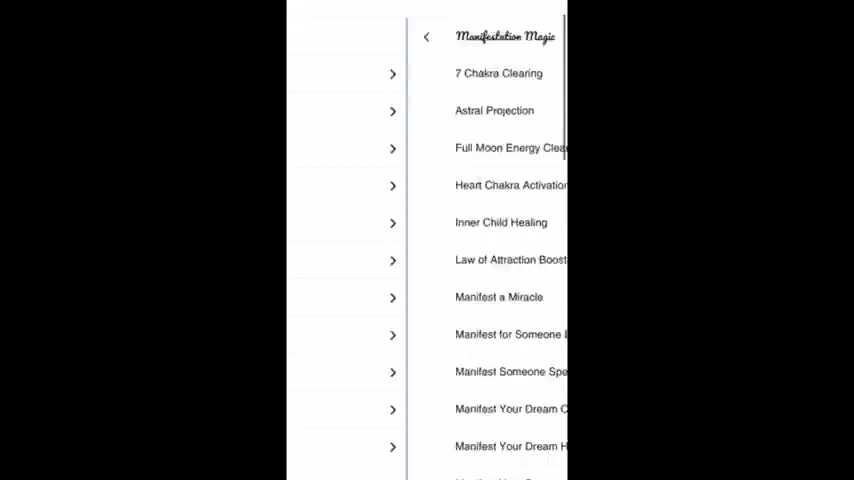 Manifestation Magic
7 Chakra Clearing
Astral Projection
Full Moon Energy Clea
Heart Chakra Activation
Inner Child Healing
Law of Attraction Boost
Manifest a Miracle
Manifest for Someone
Manifest Someone Spe
Manifest Your Dream C
Manifest Your Dream H